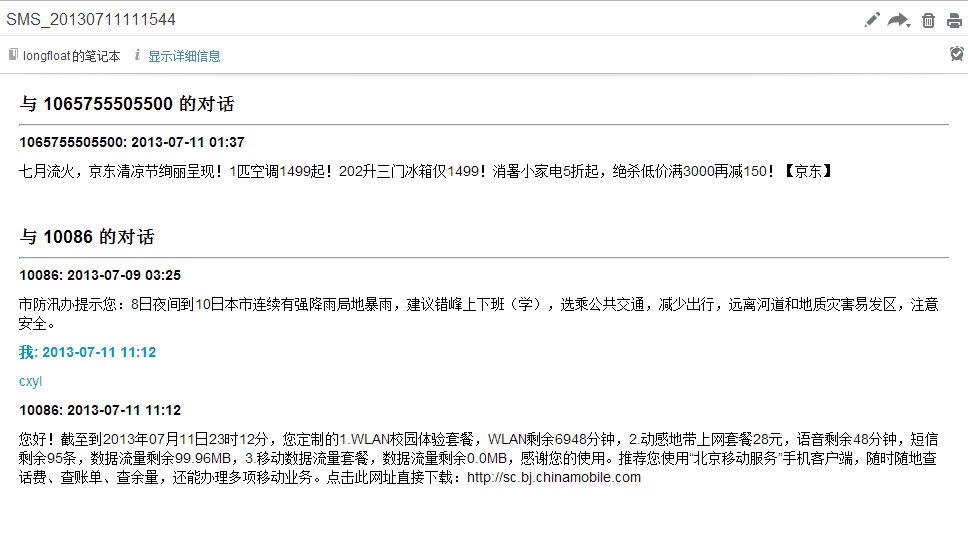 SMS_20130711111544
longfloat的笔记本 i 显示详细信息
与 1065755505500 的对话
1065755505500: 2013-07-11 01:37
七月流火，京东清凉节绚丽呈现！1匹空调1499起！202升三门冰箱仅1499！消暑小家电5折起，绝杀低价满3000再减150！【京东】
与 10086 的对话
10086: 2013-07-09 03:25
市防汛办提示您：8日夜间到10日本市连续有强降雨局地暴雨，建议错峰上下班（学），选乘公共交通，减少出行，远离河道和地质灾害易发区，注意
安全。
我: 2013-07-11 11:12
cxyl
10086: 2013-07-11 11:12
您好！截至到2013年07月11日23时12分，您定制的1.WLAN校园体验套餐，WLAN剩余6948分钟，2.动感地带上网套餐28元，语音剩余48分钟，短信
剩余95条，数据流量剩余99.96MB，3.移动数据流量套餐，数据流量剩余0.0MB，感谢您的使用。推荐您使用“北京移动服务”手机客户端，随时随地查
话费、查账单、查余量，还能办理多项移动业务。点击此网址直接下载：http://sc.bj.chinamobile.com